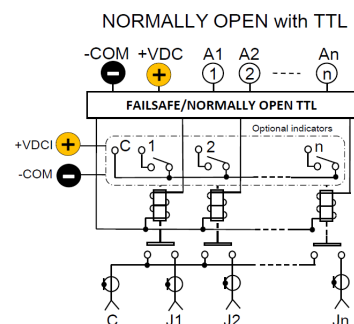 NORMALLY OPEN with TTL
-COM +VDC A1 A2 An
1 2 n
FAILSAFE/NORMALLY OPEN TTL
Optional indicators
+VDCI
C 1 2 n
-COM
C J1 J2 Jn